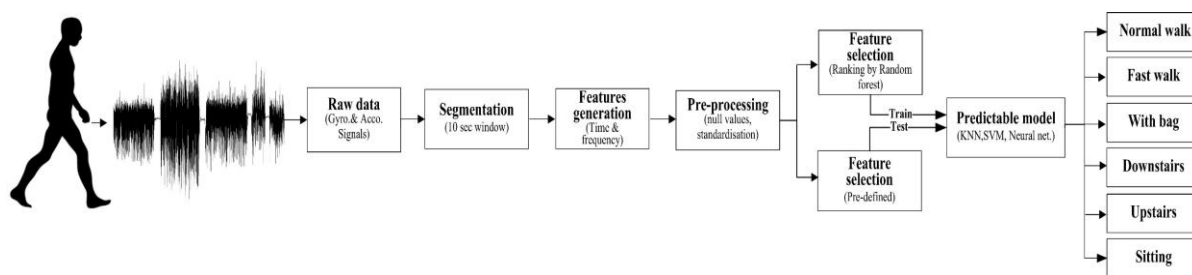 Raw data
(Gyro.& Acco.
Signals)
Segmentation
(10 sec window)
Features
generation
(Time &
frequency)
Pre-processing
(null values,
standardisation)
Feature
selection
(Ranking by Random
forest)
Feature
selection
(Pre-defined)
Train
Test
Predictable model
(KNN,SVM, Neural net.)
Normal walk
Fast walk
With bag
Downstairs
Upstairs
Sitting